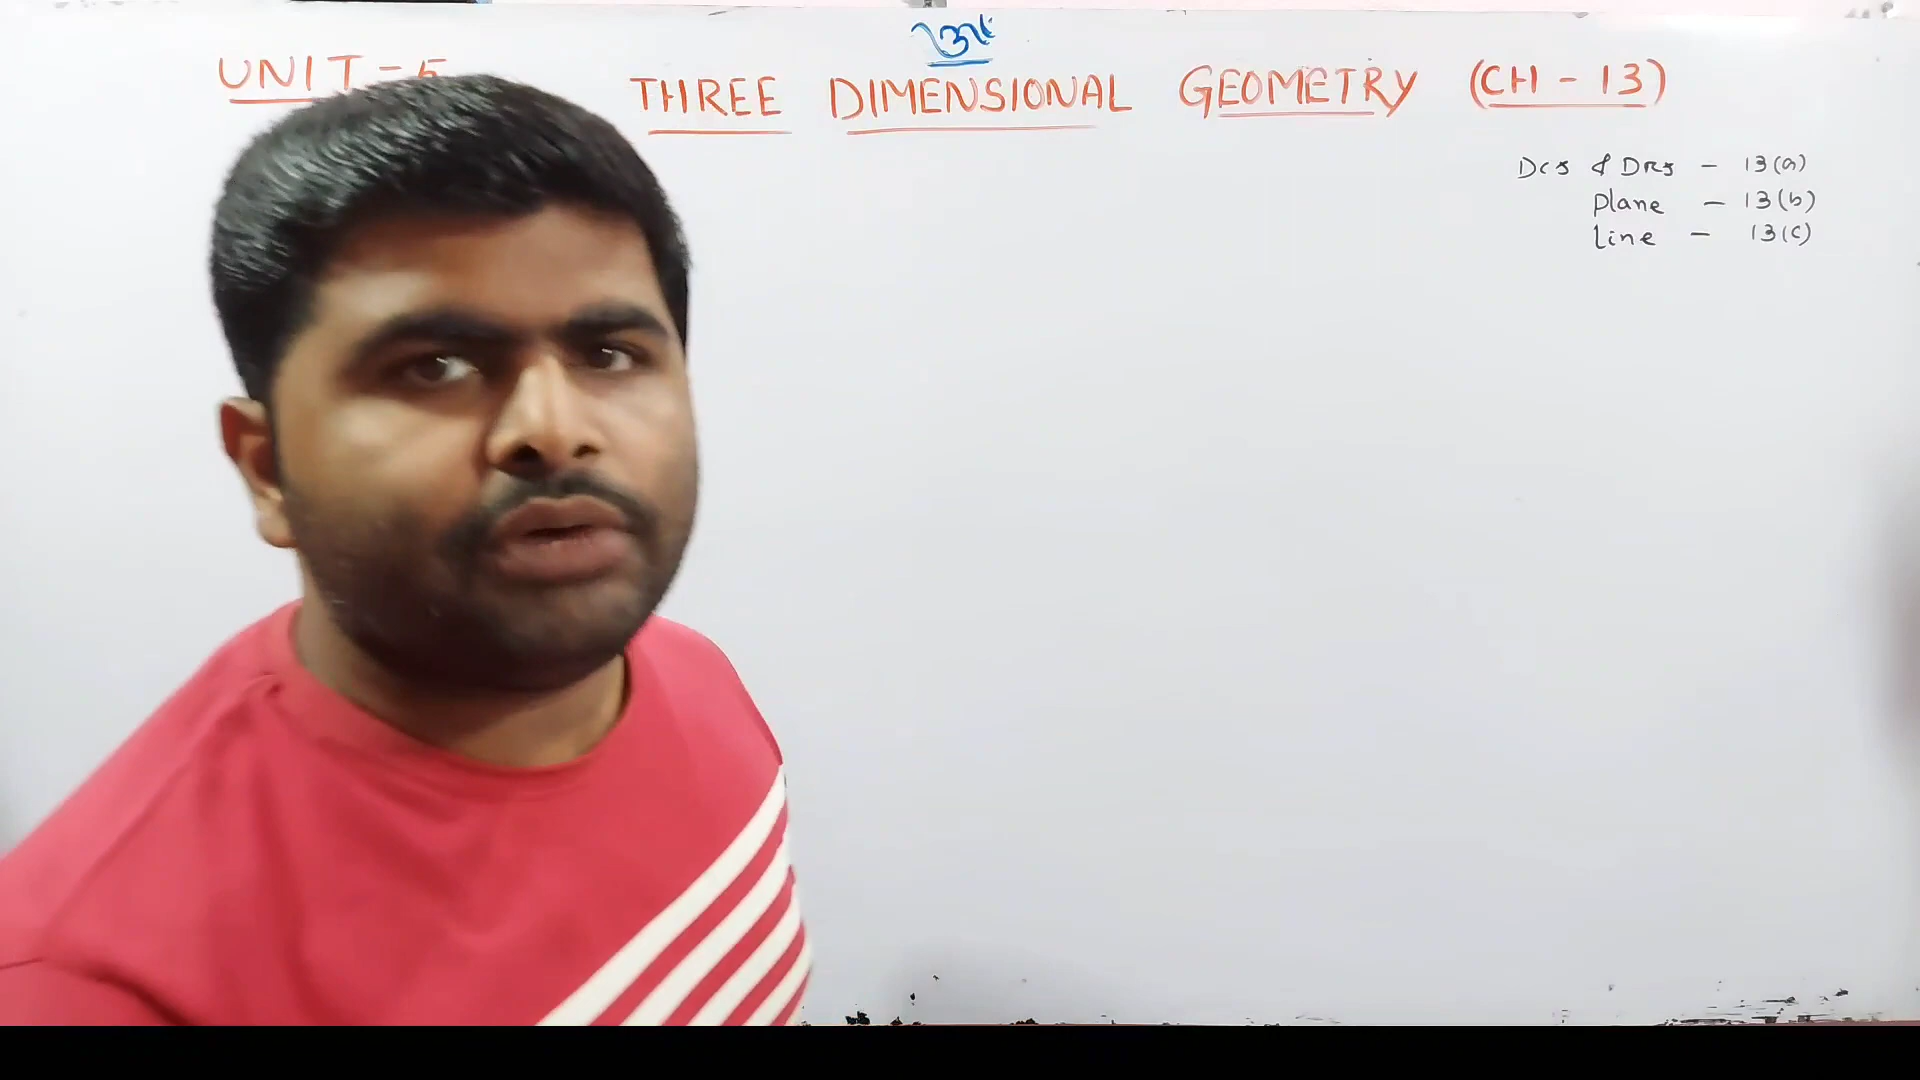 UNIT - 5
THREE DIMENSIONAL GEOMETRY (CH - 13)
Dcs & DRs - 13(a)
plane - 13(b)
line - 13(c)